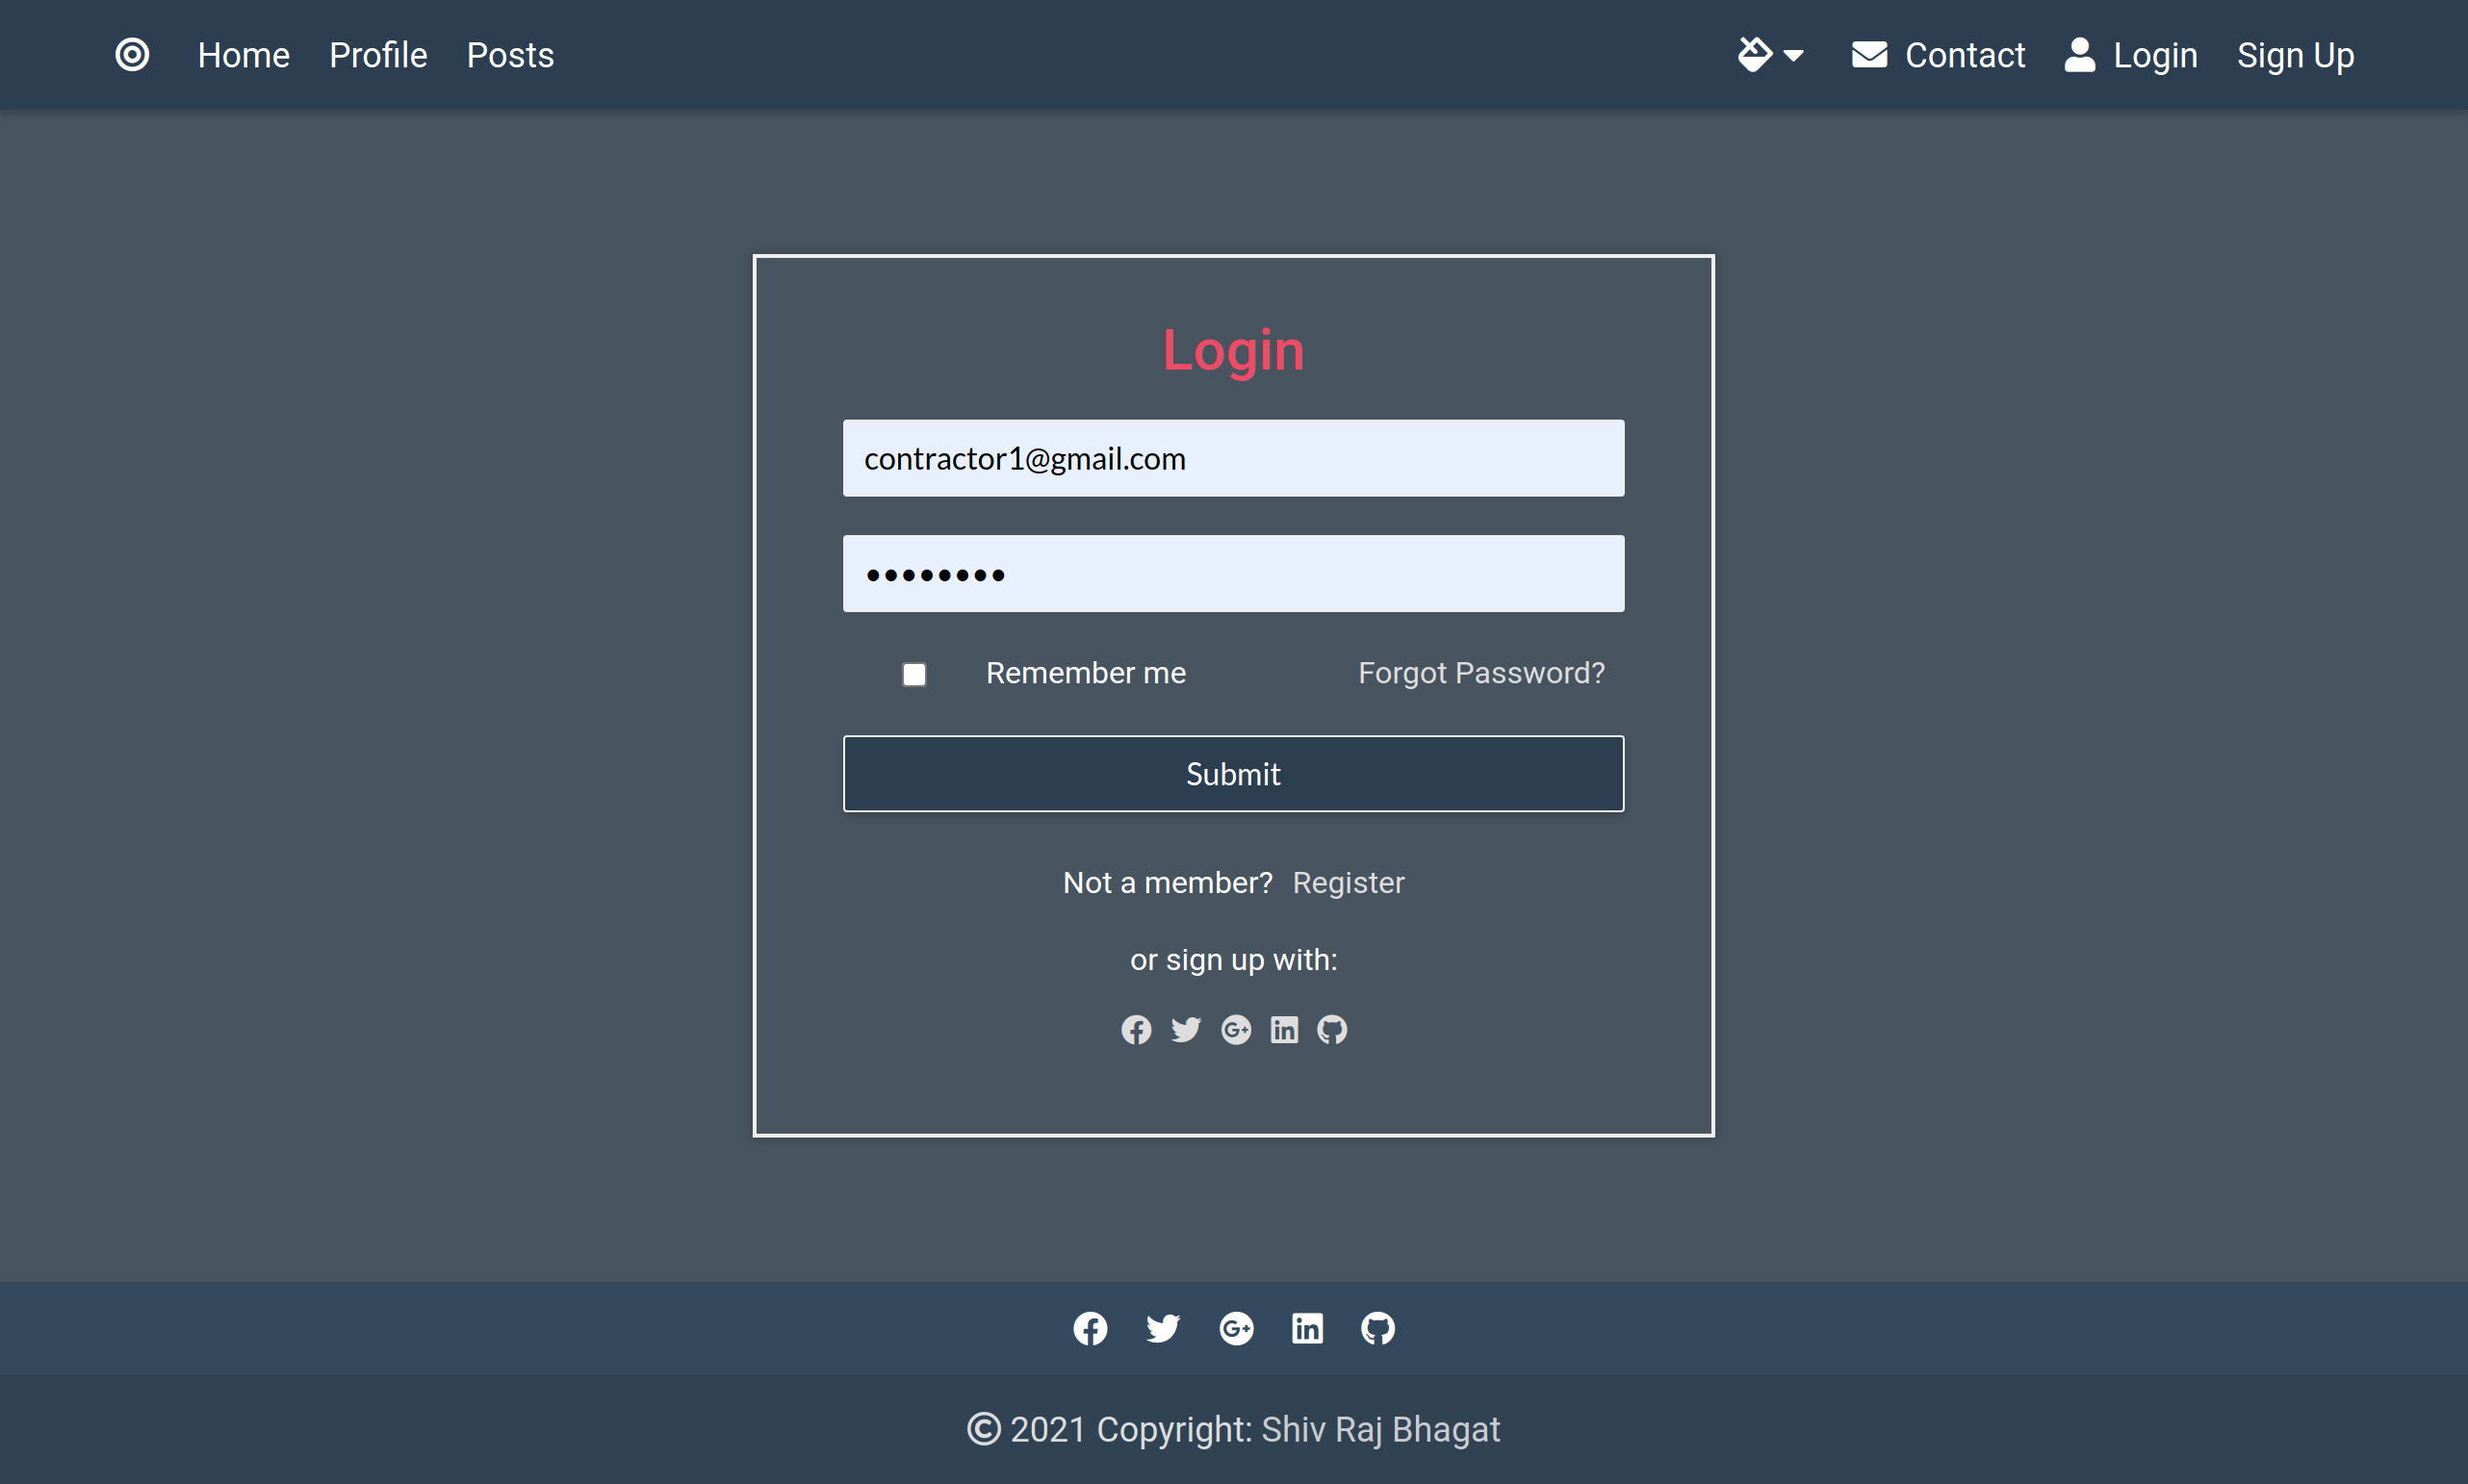 Home Profile Posts Contact Login Sign Up
Login
contractor1@gmail.com
••••••••
Remember me Forgot Password?
Submit
Not a member? Register
or sign up with:
© 2021 Copyright: Shiv Raj Bhagat